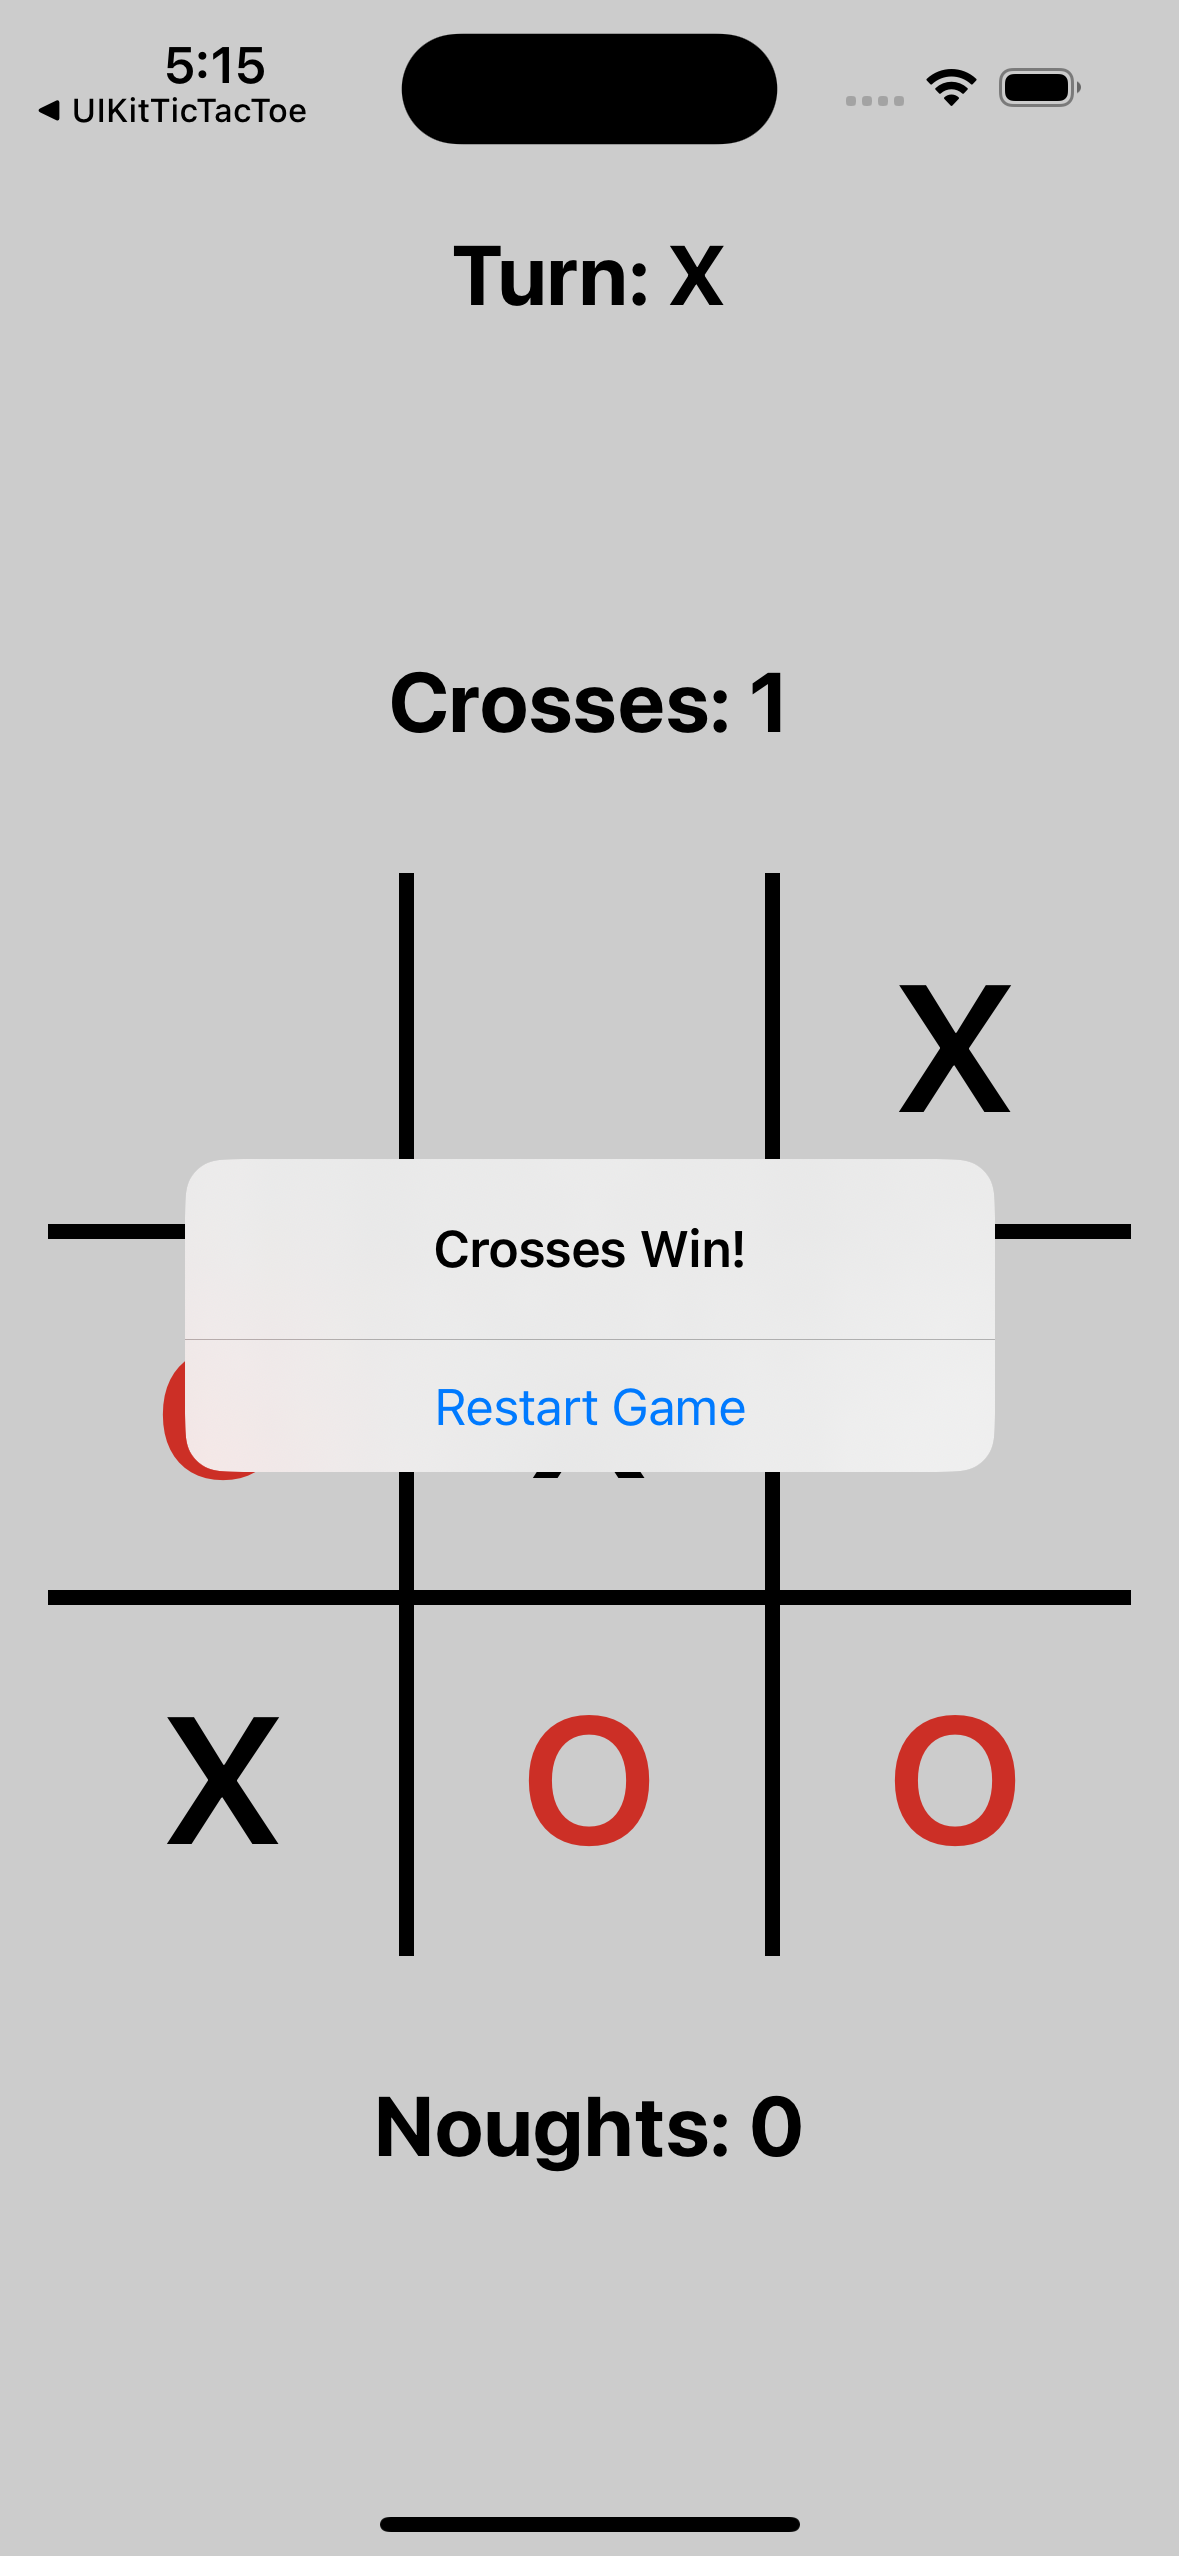 5:15
UIKitTicTacToe
Turn: X
Crosses: 1
X
Crosses Win!
Restart Game
O X
X O O
Noughts: 0